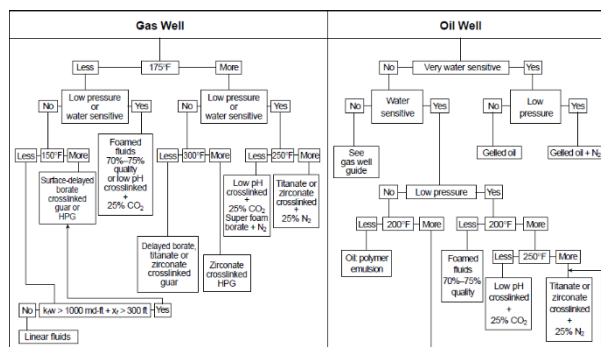 Gas Well
Less
175°F
More
No
Low pressure
or
water sensitive
Yes
No
Low pressure
or
water sensitive
Yes
Less
150°F
More
Foamed
fluids
70%–75%
quality
or low pH
crosslinked
+
25% CO2
Less
300°F
More
Less
250°F
More
Surface-delayed
borate
crosslinked
guar or
HPG
Low pH
crosslinked
+ 25% CO2
Super foam
borate + N2
Titanate or
zirconate
crosslinked
+ 25% N2
Delayed borate,
titanate or
zirconate
crosslinked
guar
Zirconate
crosslinked
HPG
No
kfw > 1000 md-ft + xf > 300 ft
Yes
Linear fluids
Oil Well
No
Very water sensitive
Yes
No
Water
sensitive
Yes
No
Low
pressure
Yes
See
gas well
guide
Gelled oil
Gelled oil + N2
No
Low pressure
Yes
Less
200°F
More
Less
200°F
More
Oil: polymer
emulsion
Foamed
fluids
70%–75%
quality
Less
250°F
More
Low pH
crosslinked
+
25% CO2
Titanate or
zirconate
crosslinked
+
25% N2